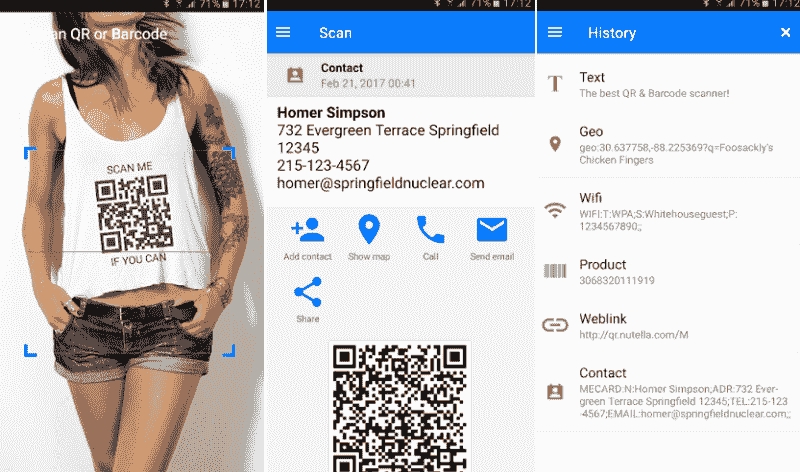 71% 17:12
an QR or Barcode
SCAN ME
IF YOU CAN
71% 17:12
Scan
Contact
Feb 21, 2017 00:41
Homer Simpson
732 Evergreen Terrace Springfield
12345
215-123-4567
homer@springfieldnuclear.com
Add contact
Show map
Call
Send email
Share
71% 17:12
History
Text
The best QR & Barcode scanner!
Geo
geo:30.637758,-88.225369?q=Foosackly's
Chicken Fingers
Wifi
WIFI:T:WPA;S:Whitehouseguest;P:
1234567890;;
Product
3068320111919
Weblink
http://qr.nutella.com/M
Contact
MECARD:N:Homer Simpson;ADR:732 Ever-
green Terrace Springfield 12345;TEL:215-123
-4567;EMAIL:homer@springfieldnuclear.com;;